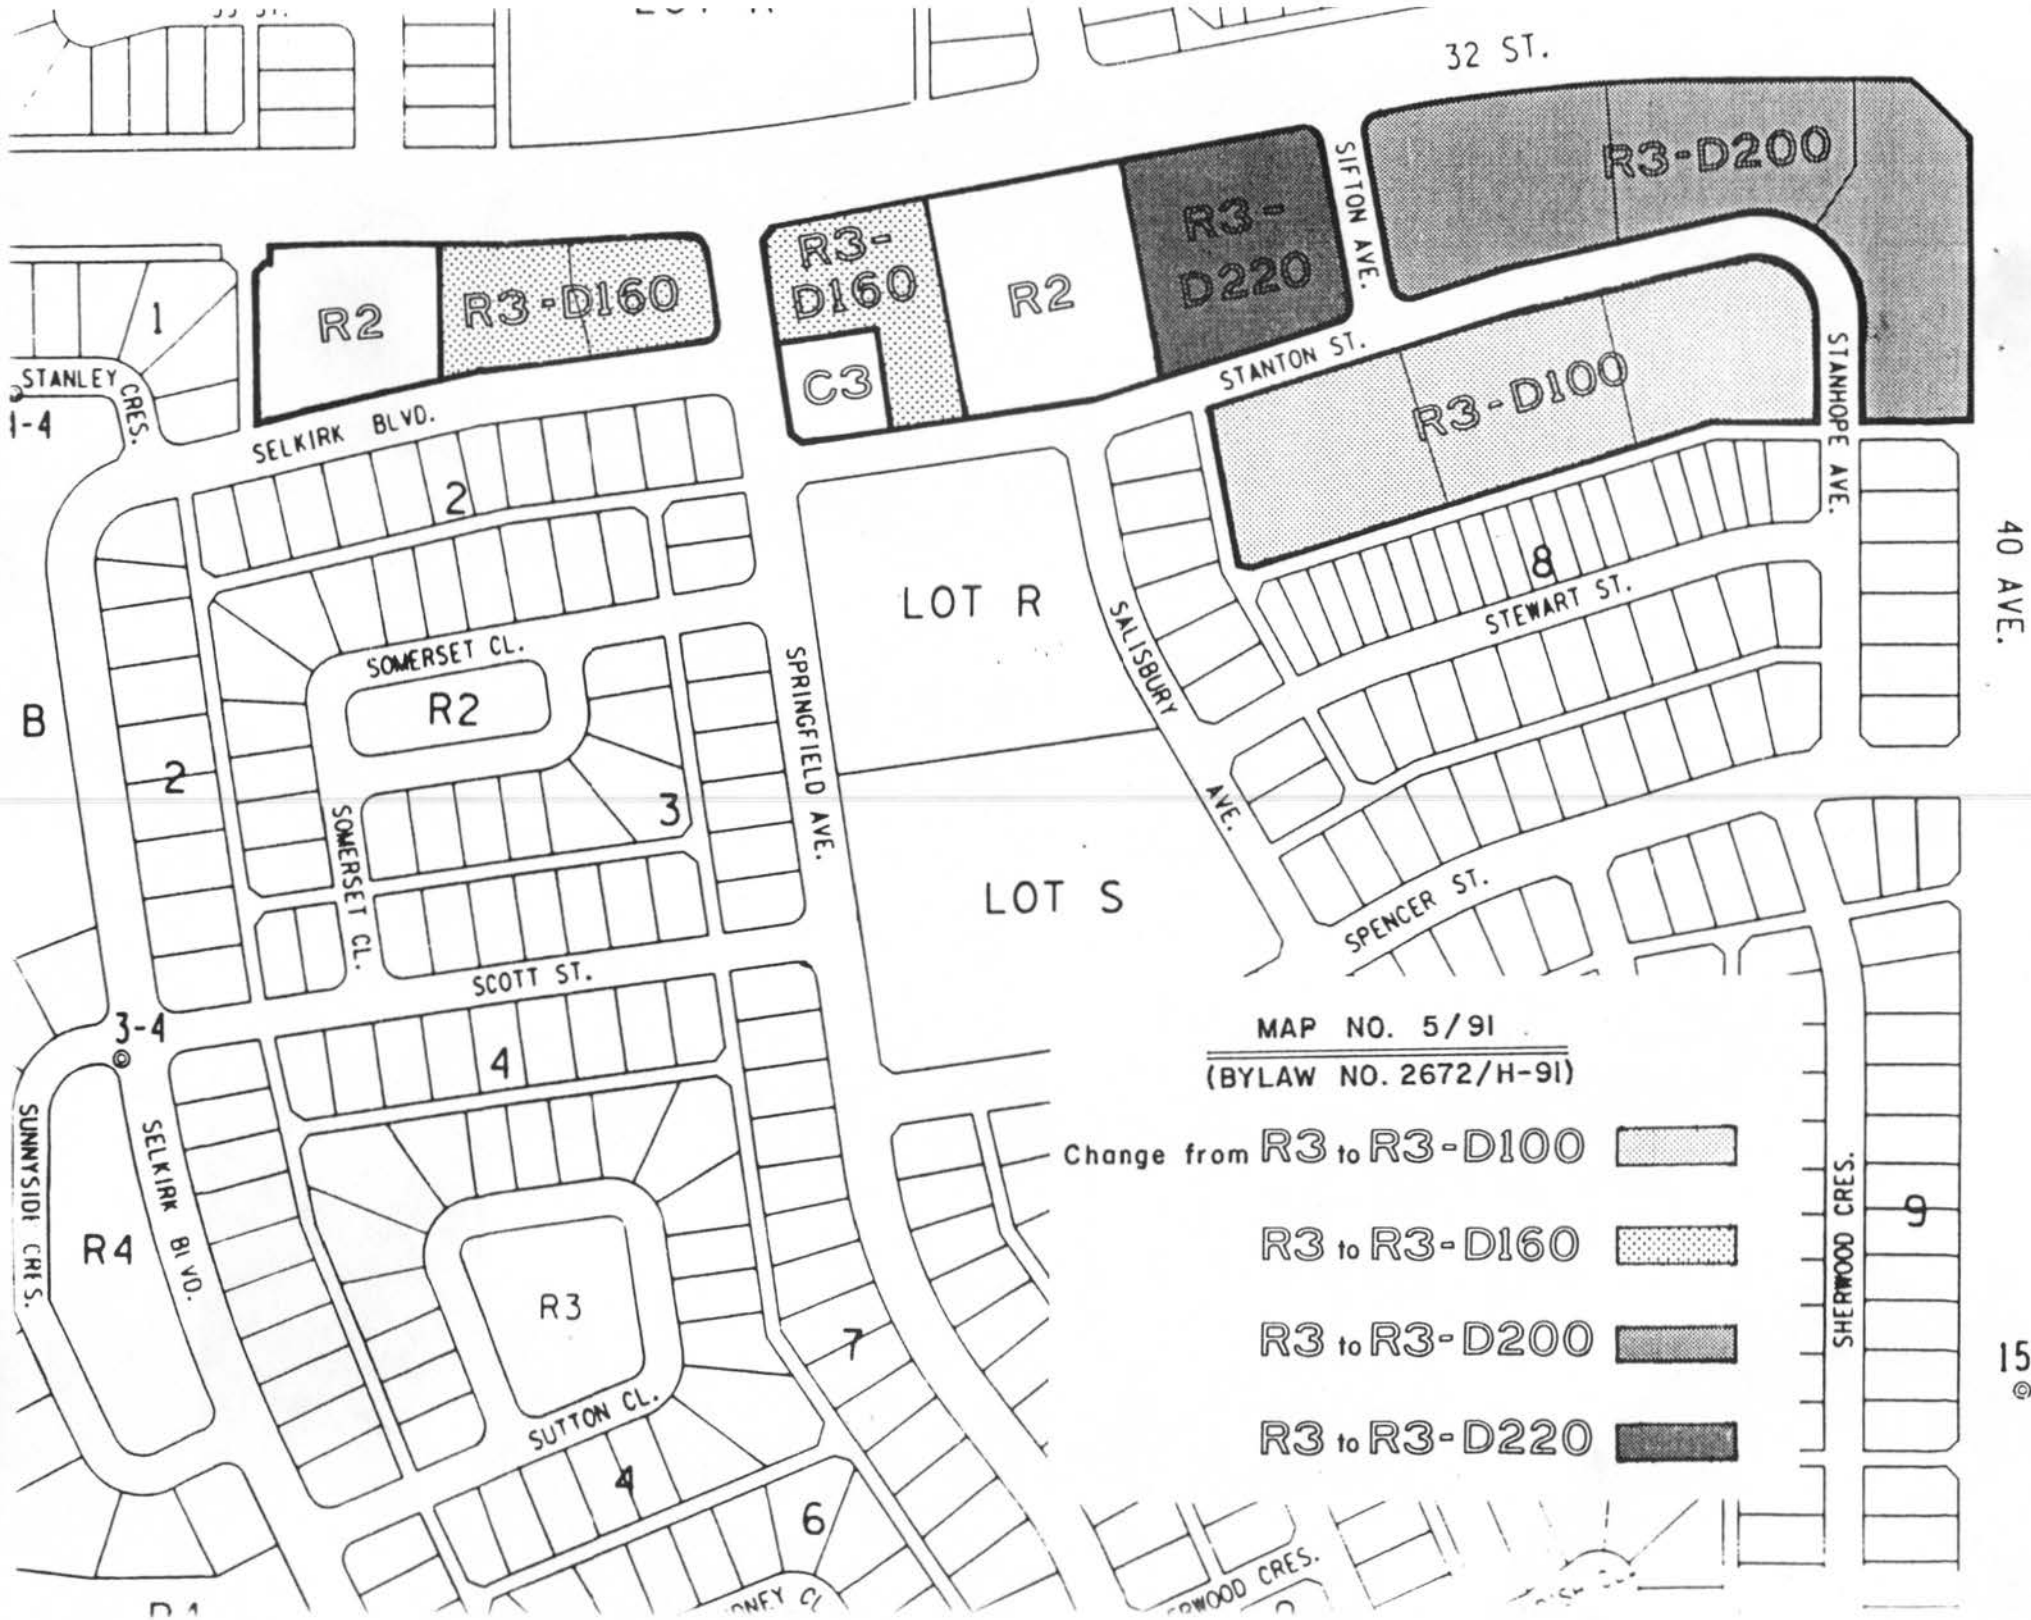 32 ST.
R3-D200
SIFTON AVE.
R3-
D220
R3-
D160
R2
R2
R3-D160
C3
1
STANLEY CRES.
1-4
SELKIRK BLVD.
STANTON ST.
R3-D100
STANHOPE AVE.
40 AVE.
2
8
STEWART ST.
LOT R
SALISBURY AVE.
SOMERSET CL.
R2
SPRINGFIELD AVE.
B
2
3
SOMERSET CL.
LOT S
SPENCER ST.
SCOTT ST.
3-4
4
MAP NO. 5/91
(BYLAW NO. 2672/H-91)
Change from R3 to R3-D100
R3 to R3-D160
R3 to R3-D200
R3 to R3-D220
SUNNYSIDE CRES.
SELKIRK BLVD.
R4
R3
SHERWOOD CRES.
9
7
15
SUTTON CL.
4
6